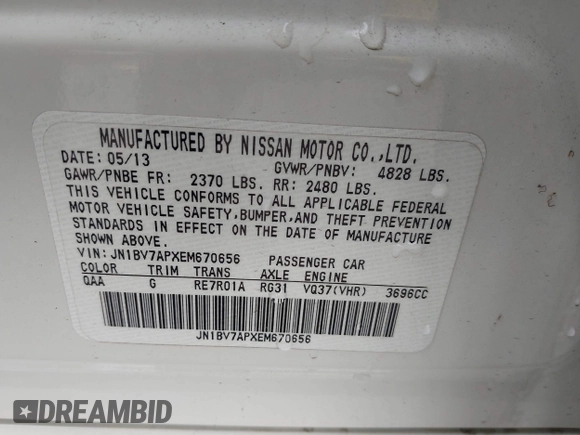 MANUFACTURED BY NISSAN MOTOR CO.,LTD.
DATE: 05/13 GVWR/PNBV: 4828 LBS.
GAWR/PNBE FR: 2370 LBS. RR: 2480 LBS.
THIS VEHICLE CONFORMS TO ALL APPLICABLE FEDERAL
MOTOR VEHICLE SAFETY, BUMPER, AND THEFT PREVENTION
STANDARDS IN EFFECT ON THE DATE OF MANUFACTURE
SHOWN ABOVE.
VIN: JN1BV7APXEM670656 PASSENGER CAR
COLOR TRIM TRANS AXLE ENGINE
QAA G RE7R01A RG31 VQ37(VHR) 3696CC
JN1BV7APXEM670656
DREAMBID